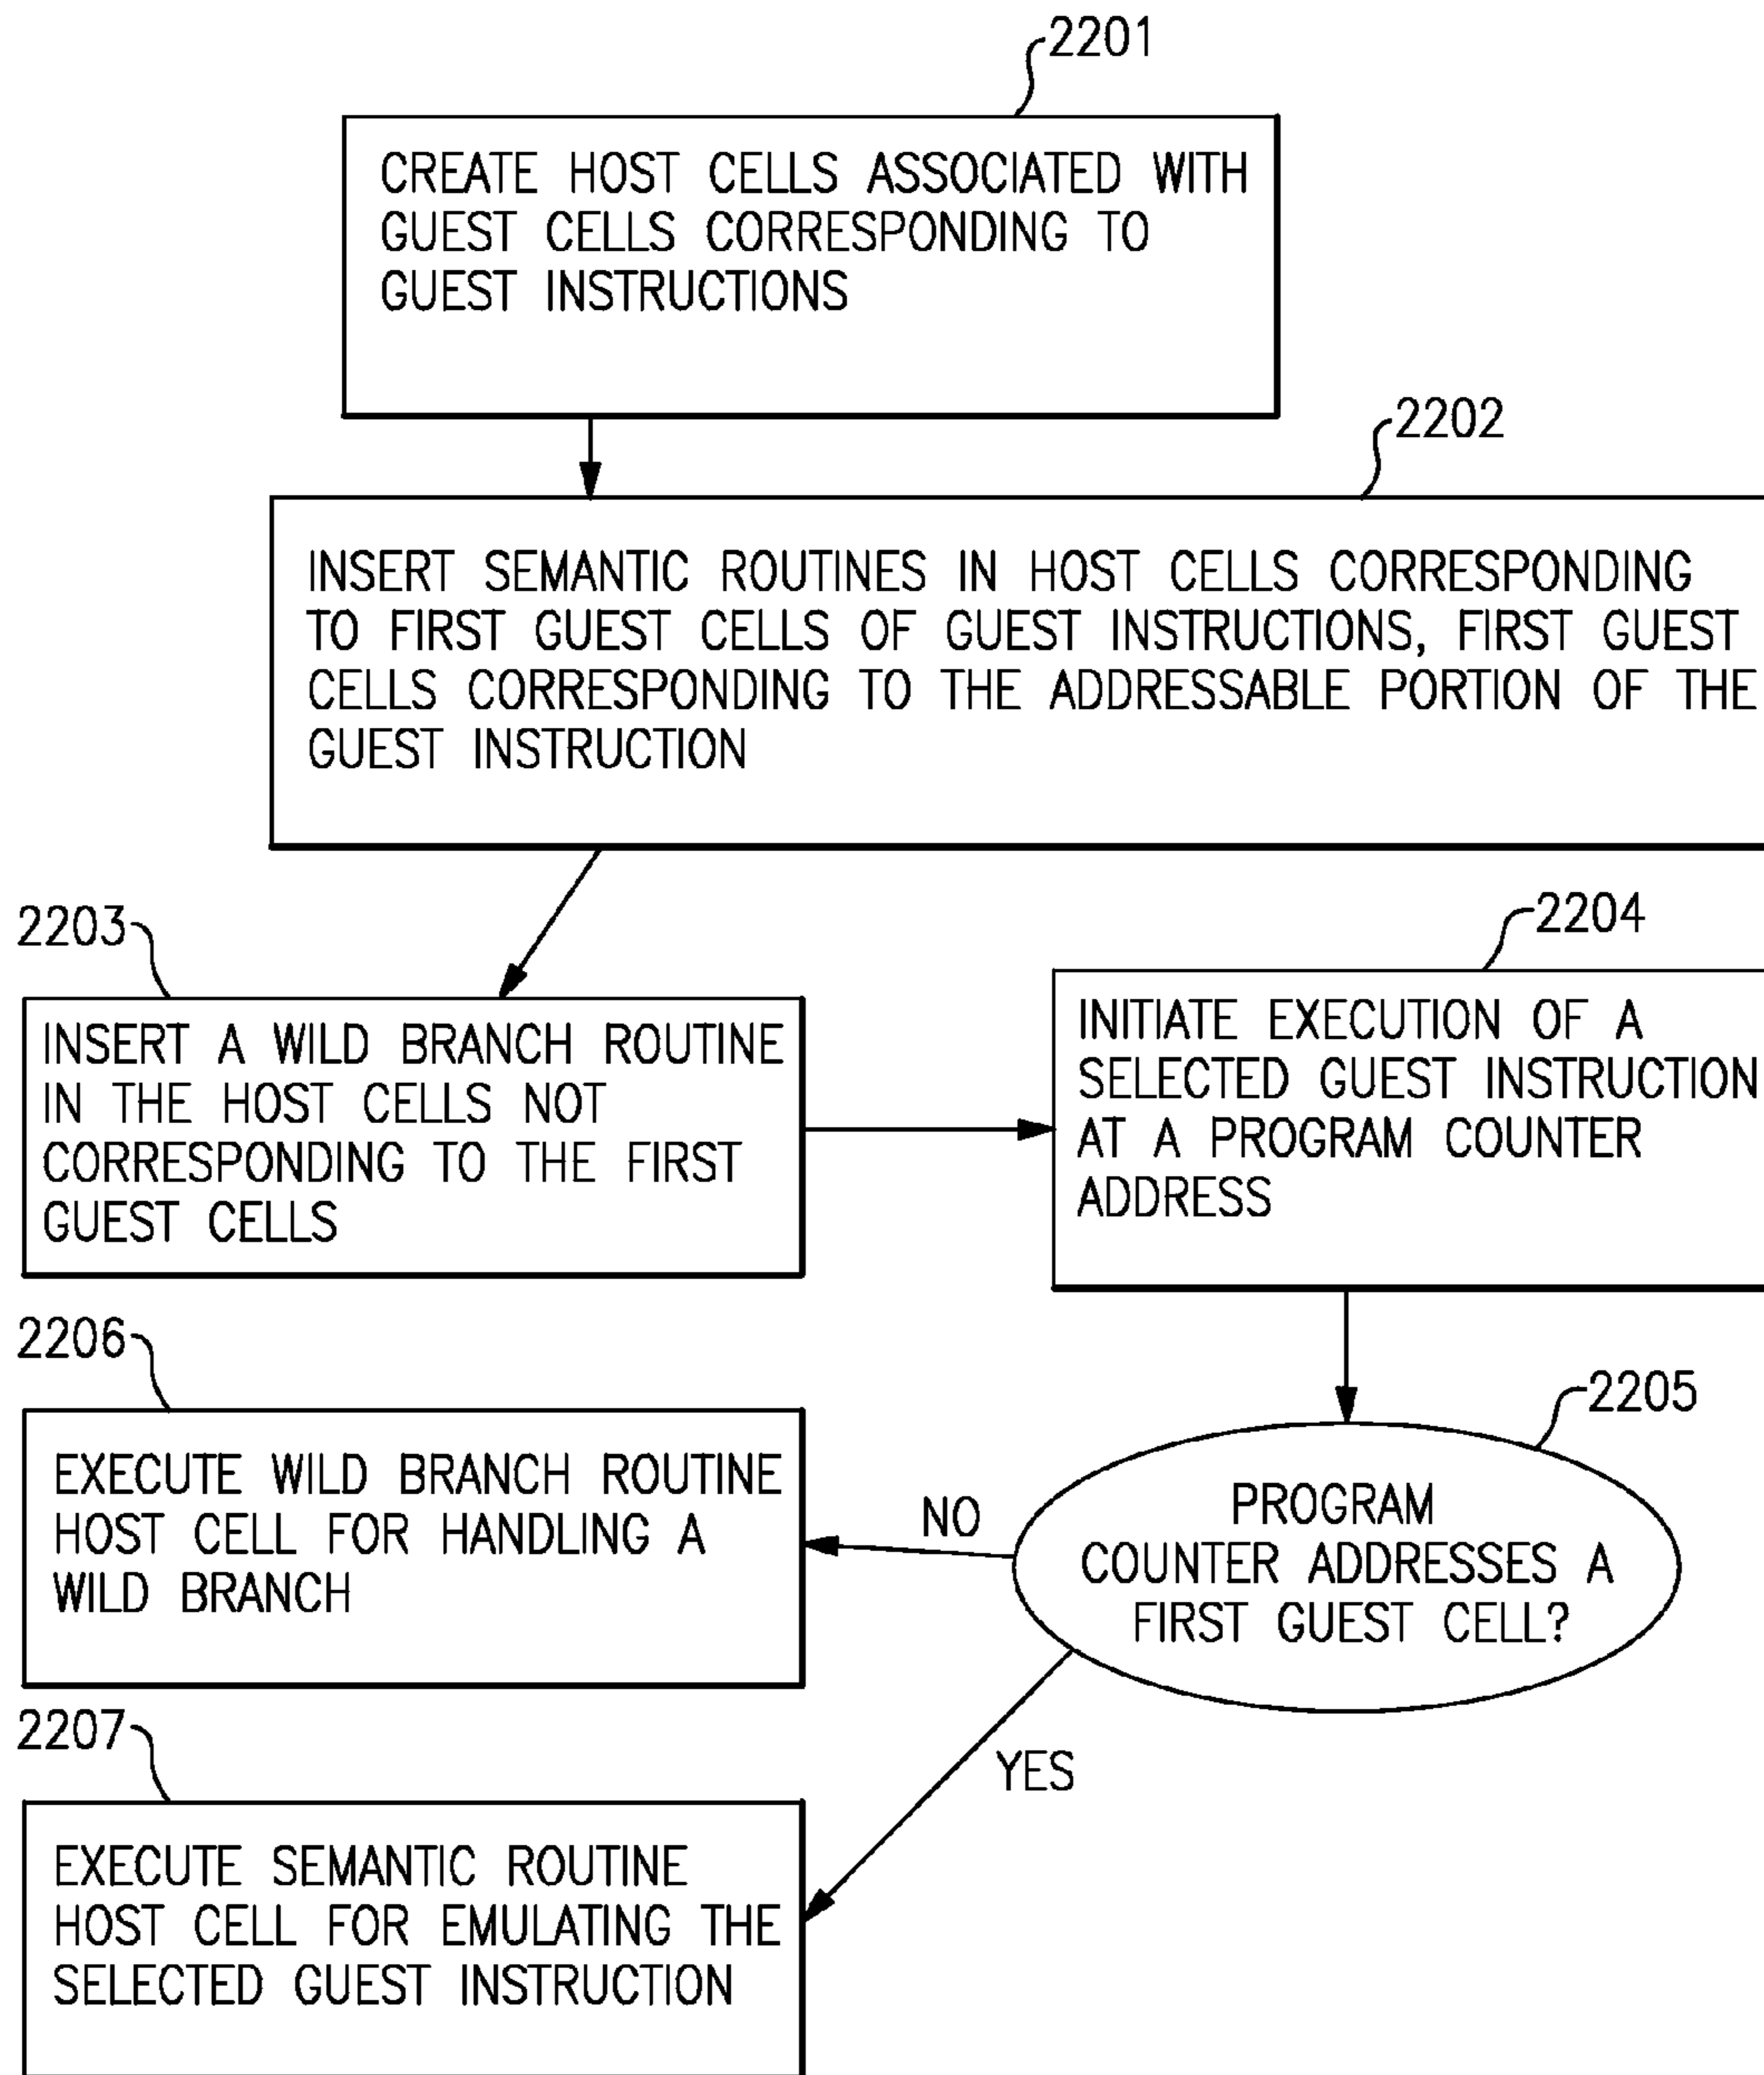 2201
CREATE HOST CELLS ASSOCIATED WITH
GUEST CELLS CORRESPONDING TO
GUEST INSTRUCTIONS
2202
INSERT SEMANTIC ROUTINES IN HOST CELLS CORRESPONDING
TO FIRST GUEST CELLS OF GUEST INSTRUCTIONS, FIRST GUEST
CELLS CORRESPONDING TO THE ADDRESSABLE PORTION OF THE
GUEST INSTRUCTION
2203
INSERT A WILD BRANCH ROUTINE
IN THE HOST CELLS NOT
CORRESPONDING TO THE FIRST
GUEST CELLS
2204
INITIATE EXECUTION OF A
SELECTED GUEST INSTRUCTION
AT A PROGRAM COUNTER
ADDRESS
2205
PROGRAM
COUNTER ADDRESSES A
FIRST GUEST CELL?
NO
2206
EXECUTE WILD BRANCH ROUTINE
HOST CELL FOR HANDLING A
WILD BRANCH
YES
2207
EXECUTE SEMANTIC ROUTINE
HOST CELL FOR EMULATING THE
SELECTED GUEST INSTRUCTION